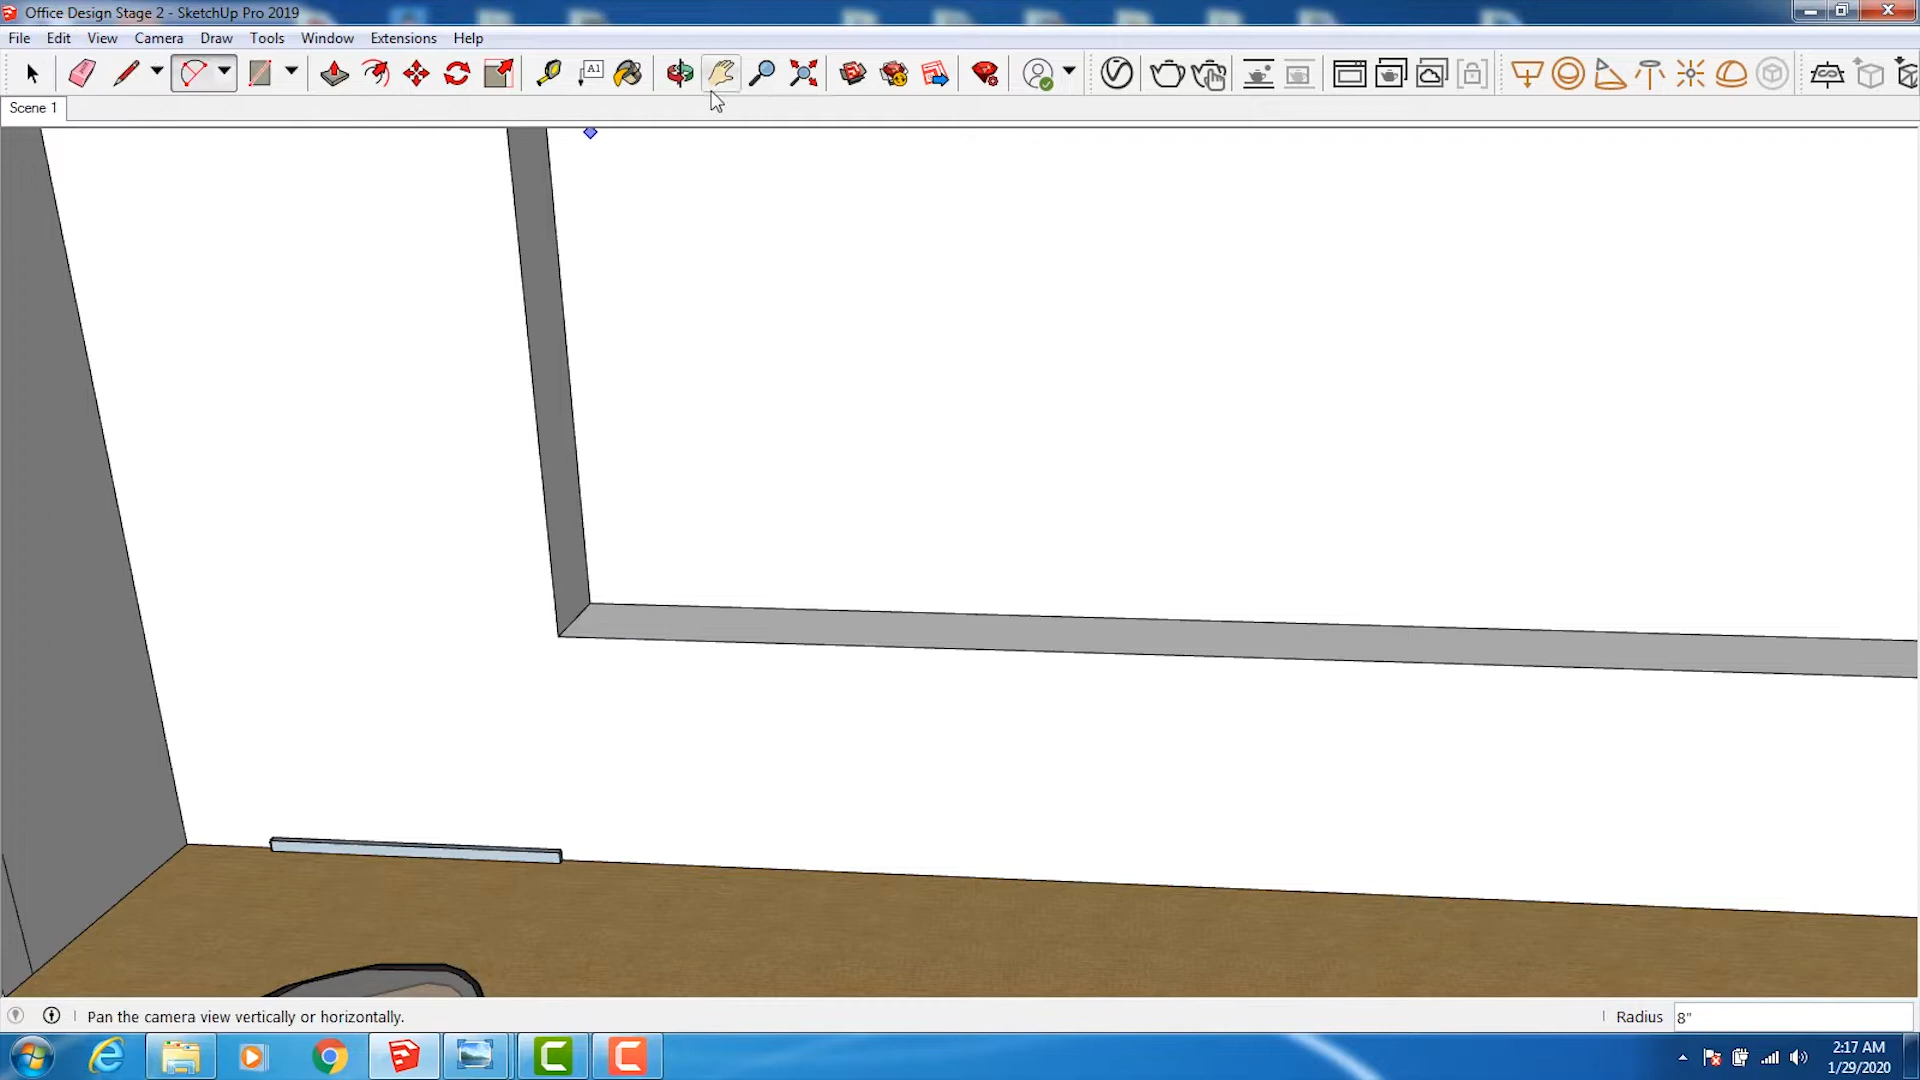 Office Design Stage 2 - SketchUp Pro 2019
File Edit View Camera Draw Tools Window Extensions Help
A1
Scene 1
Pan the camera view vertically or horizontally.
Radius 8"
2:17 AM
1/29/2020